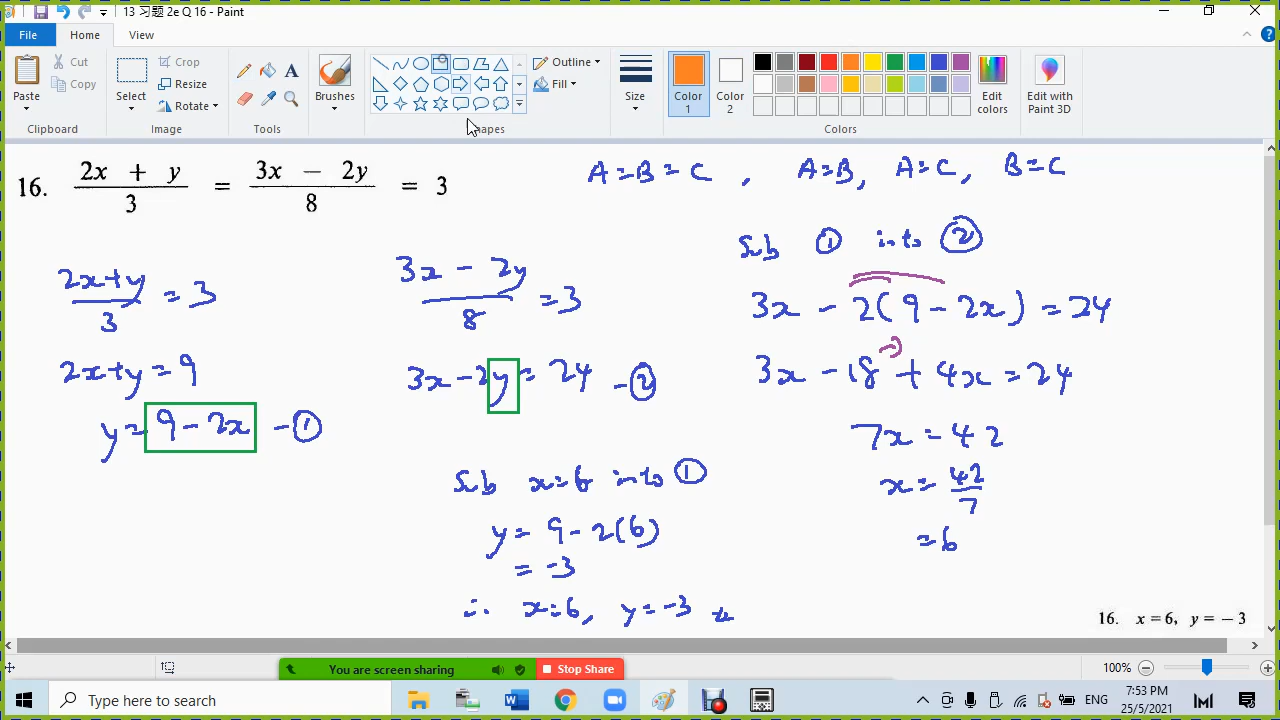 13 习题 2e Q 16 - Paint
File Home View
Paste Cut Copy Clipboard
Select Crop Resize Rotate Image
Tools
Brushes
Shapes
Outline Fill
Size
Color 1 Color 2 Edit colors Colors
Edit with Paint 3D
16. (2x + y)/3 = (3x − 2y)/8 = 3
A=B=C , A=B, A=C, B=C
(2x+y)/3 = 3
2x+y=9
y=9-2x -①
(3x-2y)/8 =3
3x-2y=24 -②
Sub ① into ②
3x-2(9-2x)=24
3x-18+4x=24
7x=42
x=42/7
=6
Sub x=6 into ①
y=9-2(6)
=-3
∴ x=6, y=-3
16. x = 6, y = − 3
100%
You are screen sharing Stop Share
Type here to search
ENG 7:53 PM
25/5/2021